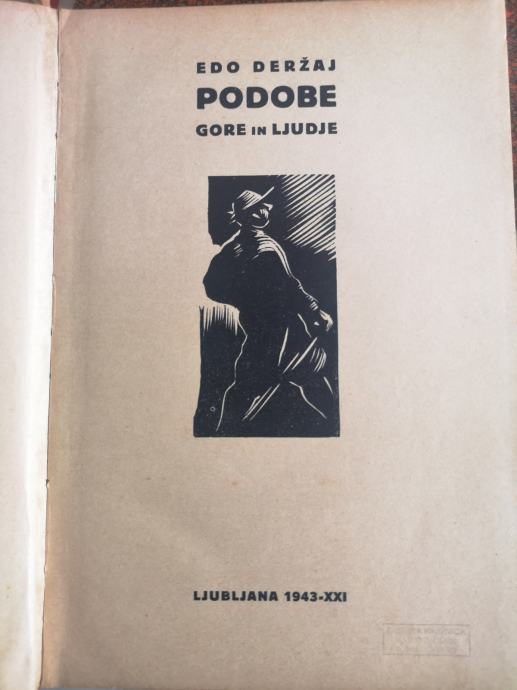 EDO DERŽAJ
PODOBE
GORE IN LJUDJE
LJUBLJANA 1943-XXI